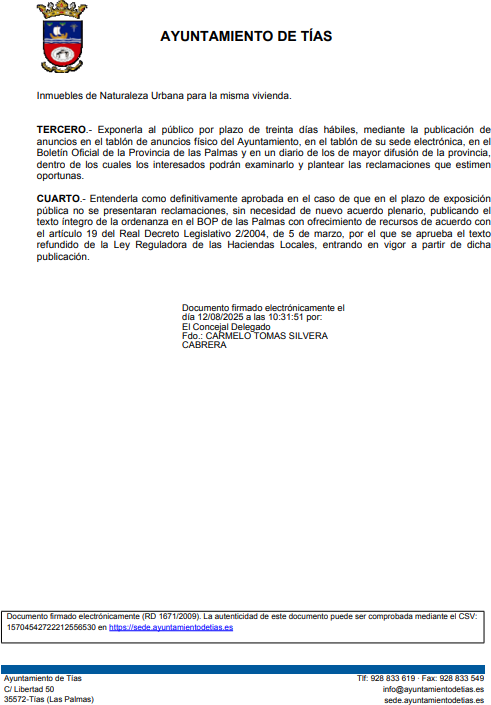 AYUNTAMIENTO DE TÍAS
Inmuebles de Naturaleza Urbana para la misma vivienda.
TERCERO.- Exponerla al público por plazo de treinta días hábiles, mediante la publicación de
anuncios en el tablón de anuncios físico del Ayuntamiento, en el tablón de su sede electrónica, en el
Boletín Oficial de la Provincia de las Palmas y en un diario de los de mayor difusión de la provincia,
dentro de los cuales los interesados podrán examinarlo y plantear las reclamaciones que estimen
oportunas.
CUARTO.- Entenderla como definitivamente aprobada en el caso de que en el plazo de exposición
pública no se presentaran reclamaciones, sin necesidad de nuevo acuerdo plenario, publicando el
texto íntegro de la ordenanza en el BOP de las Palmas con ofrecimiento de recursos de acuerdo con
el artículo 19 del Real Decreto Legislativo 2/2004, de 5 de marzo, por el que se aprueba el texto
refundido de la Ley Reguladora de las Haciendas Locales, entrando en vigor a partir de dicha
publicación.
Documento firmado electrónicamente el
día 12/08/2025 a las 10:31:51 por:
El Concejal Delegado
Fdo.: CARMELO TOMAS SILVERA
CABRERA
Documento firmado electrónicamente (RD 1671/2009). La autenticidad de este documento puede ser comprobada mediante el CSV:
15704542722212556530 en https://sede.ayuntamientodetias.es
Ayuntamiento de Tías
C/ Libertad 50
35572-Tías (Las Palmas)
Tlf: 928 833 619 · Fax: 928 833 549
info@ayuntamientodetias.es
sede.ayuntamientodetias.es